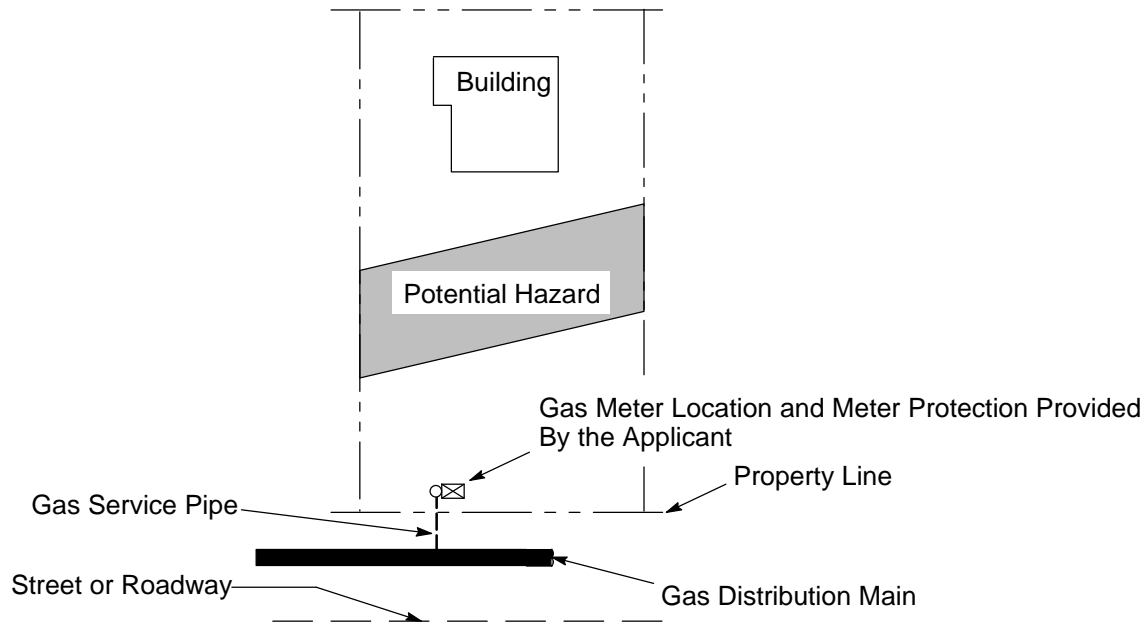 Building
Potential Hazard
Gas Meter Location and Meter Protection Provided
By the Applicant
Property Line
Gas Service Pipe
Street or Roadway
Gas Distribution Main